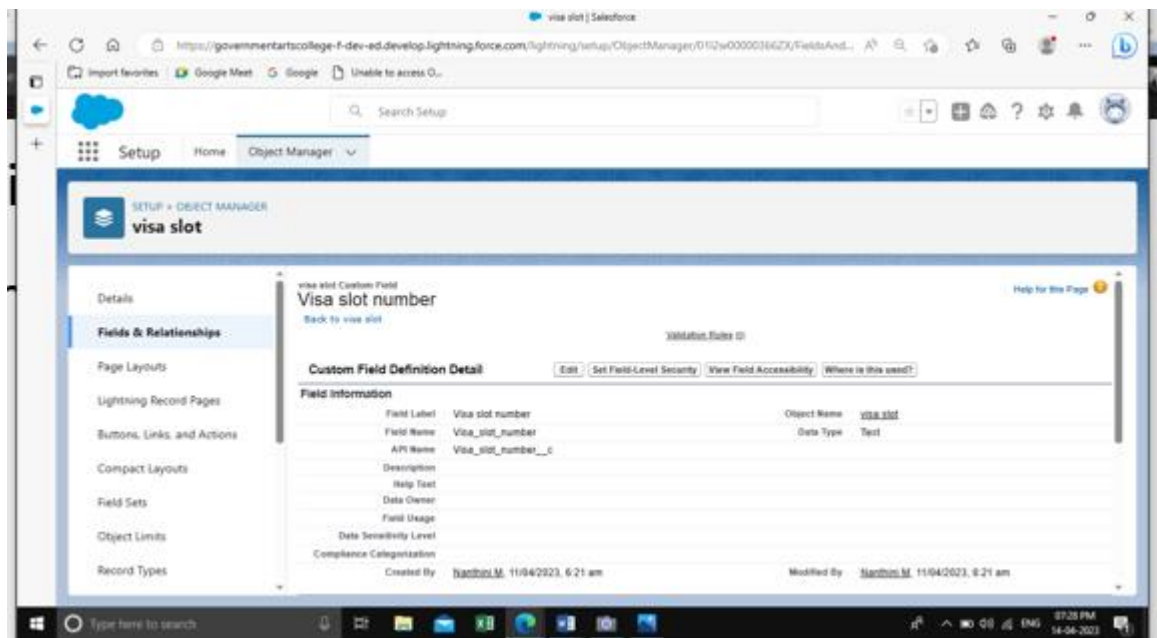 visa slot | Salesforce
https://governmentartscollege-f-dev-ed.develop.lightning.force.com/lightning/setup/ObjectManager/
Import favorites Google Meet Google Unable to access O...
Search Setup
Setup Home Object Manager
SETUP > OBJECT MANAGER
visa slot
Details
Fields & Relationships
Page Layouts
Lightning Record Pages
Buttons, Links, and Actions
Compact Layouts
Field Sets
Object Limits
Record Types
visa slot Custom Field
Visa slot number
Back to visa slot
Help for this Page
Validation Rules [0]
Custom Field Definition Detail Edit Set Field-Level Security View Field Accessibility Where is this used?
Field Information
Field Label Visa slot number Object Name visa slot
Field Name Visa_slot_number Data Type Text
API Name Visa_slot_number__c
Description
Help Text
Data Owner
Field Usage
Data Sensitivity Level
Compliance Categorization
Created By Nanthini M, 11/04/2023, 6:21 am Modified By Nanthini M, 11/04/2023, 6:21 am
Type here to search
ENG 07:28 PM
14-04-2023